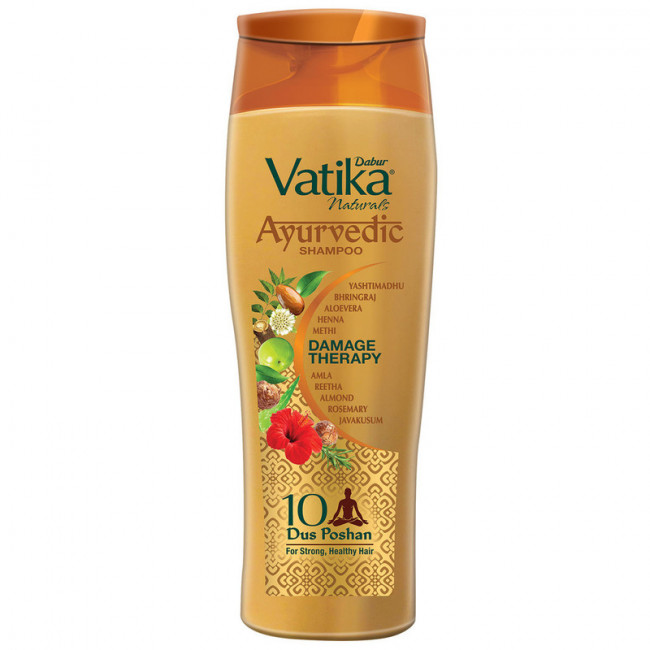 Dabur
Vatika®
Naturals
Ayurvedic
SHAMPOO
YASHTIMADHU
BHRINGRAJ
ALOEVERA
HENNA
METHI
DAMAGE
THERAPY
AMLA
REETHA
ALMOND
ROSEMARY
JAVAKUSUM
10
Dus Poshan
For Strong, Healthy Hair